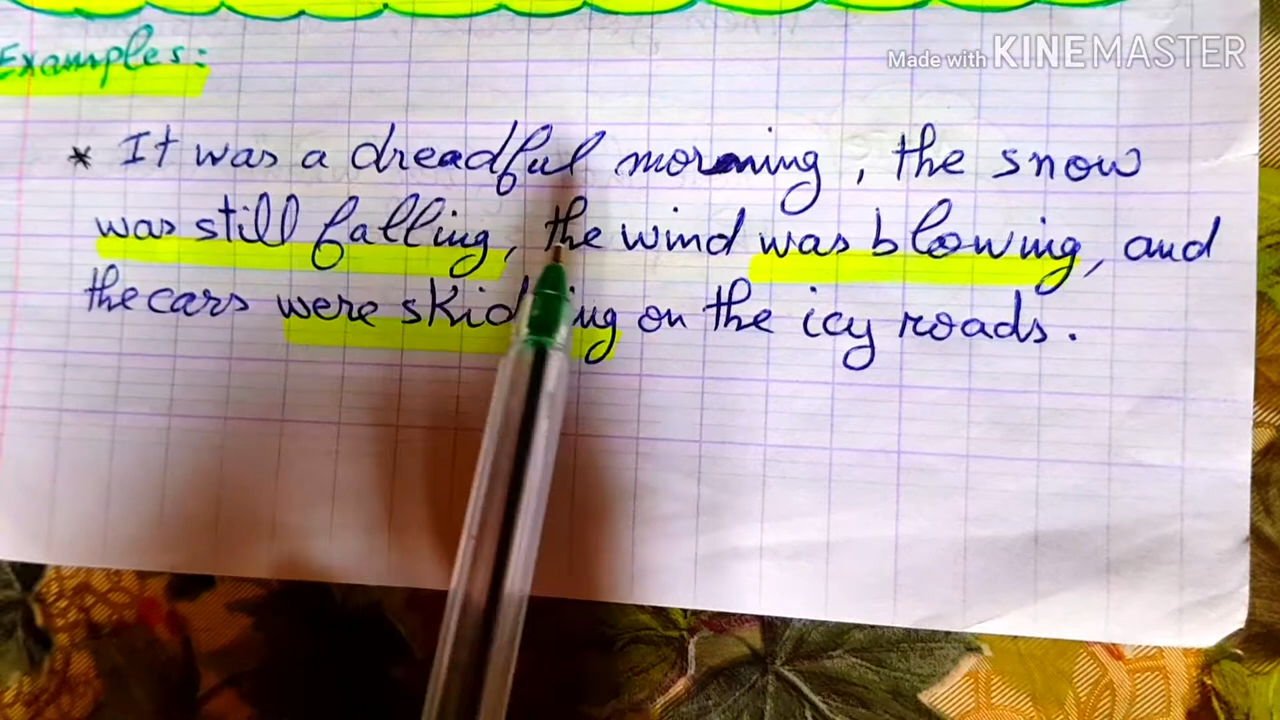 Made with KINEMASTER
Examples:
* It was a dreadful morning, the snow
was still falling, the wind was blowing, and
the cars were skidding on the icy roads.